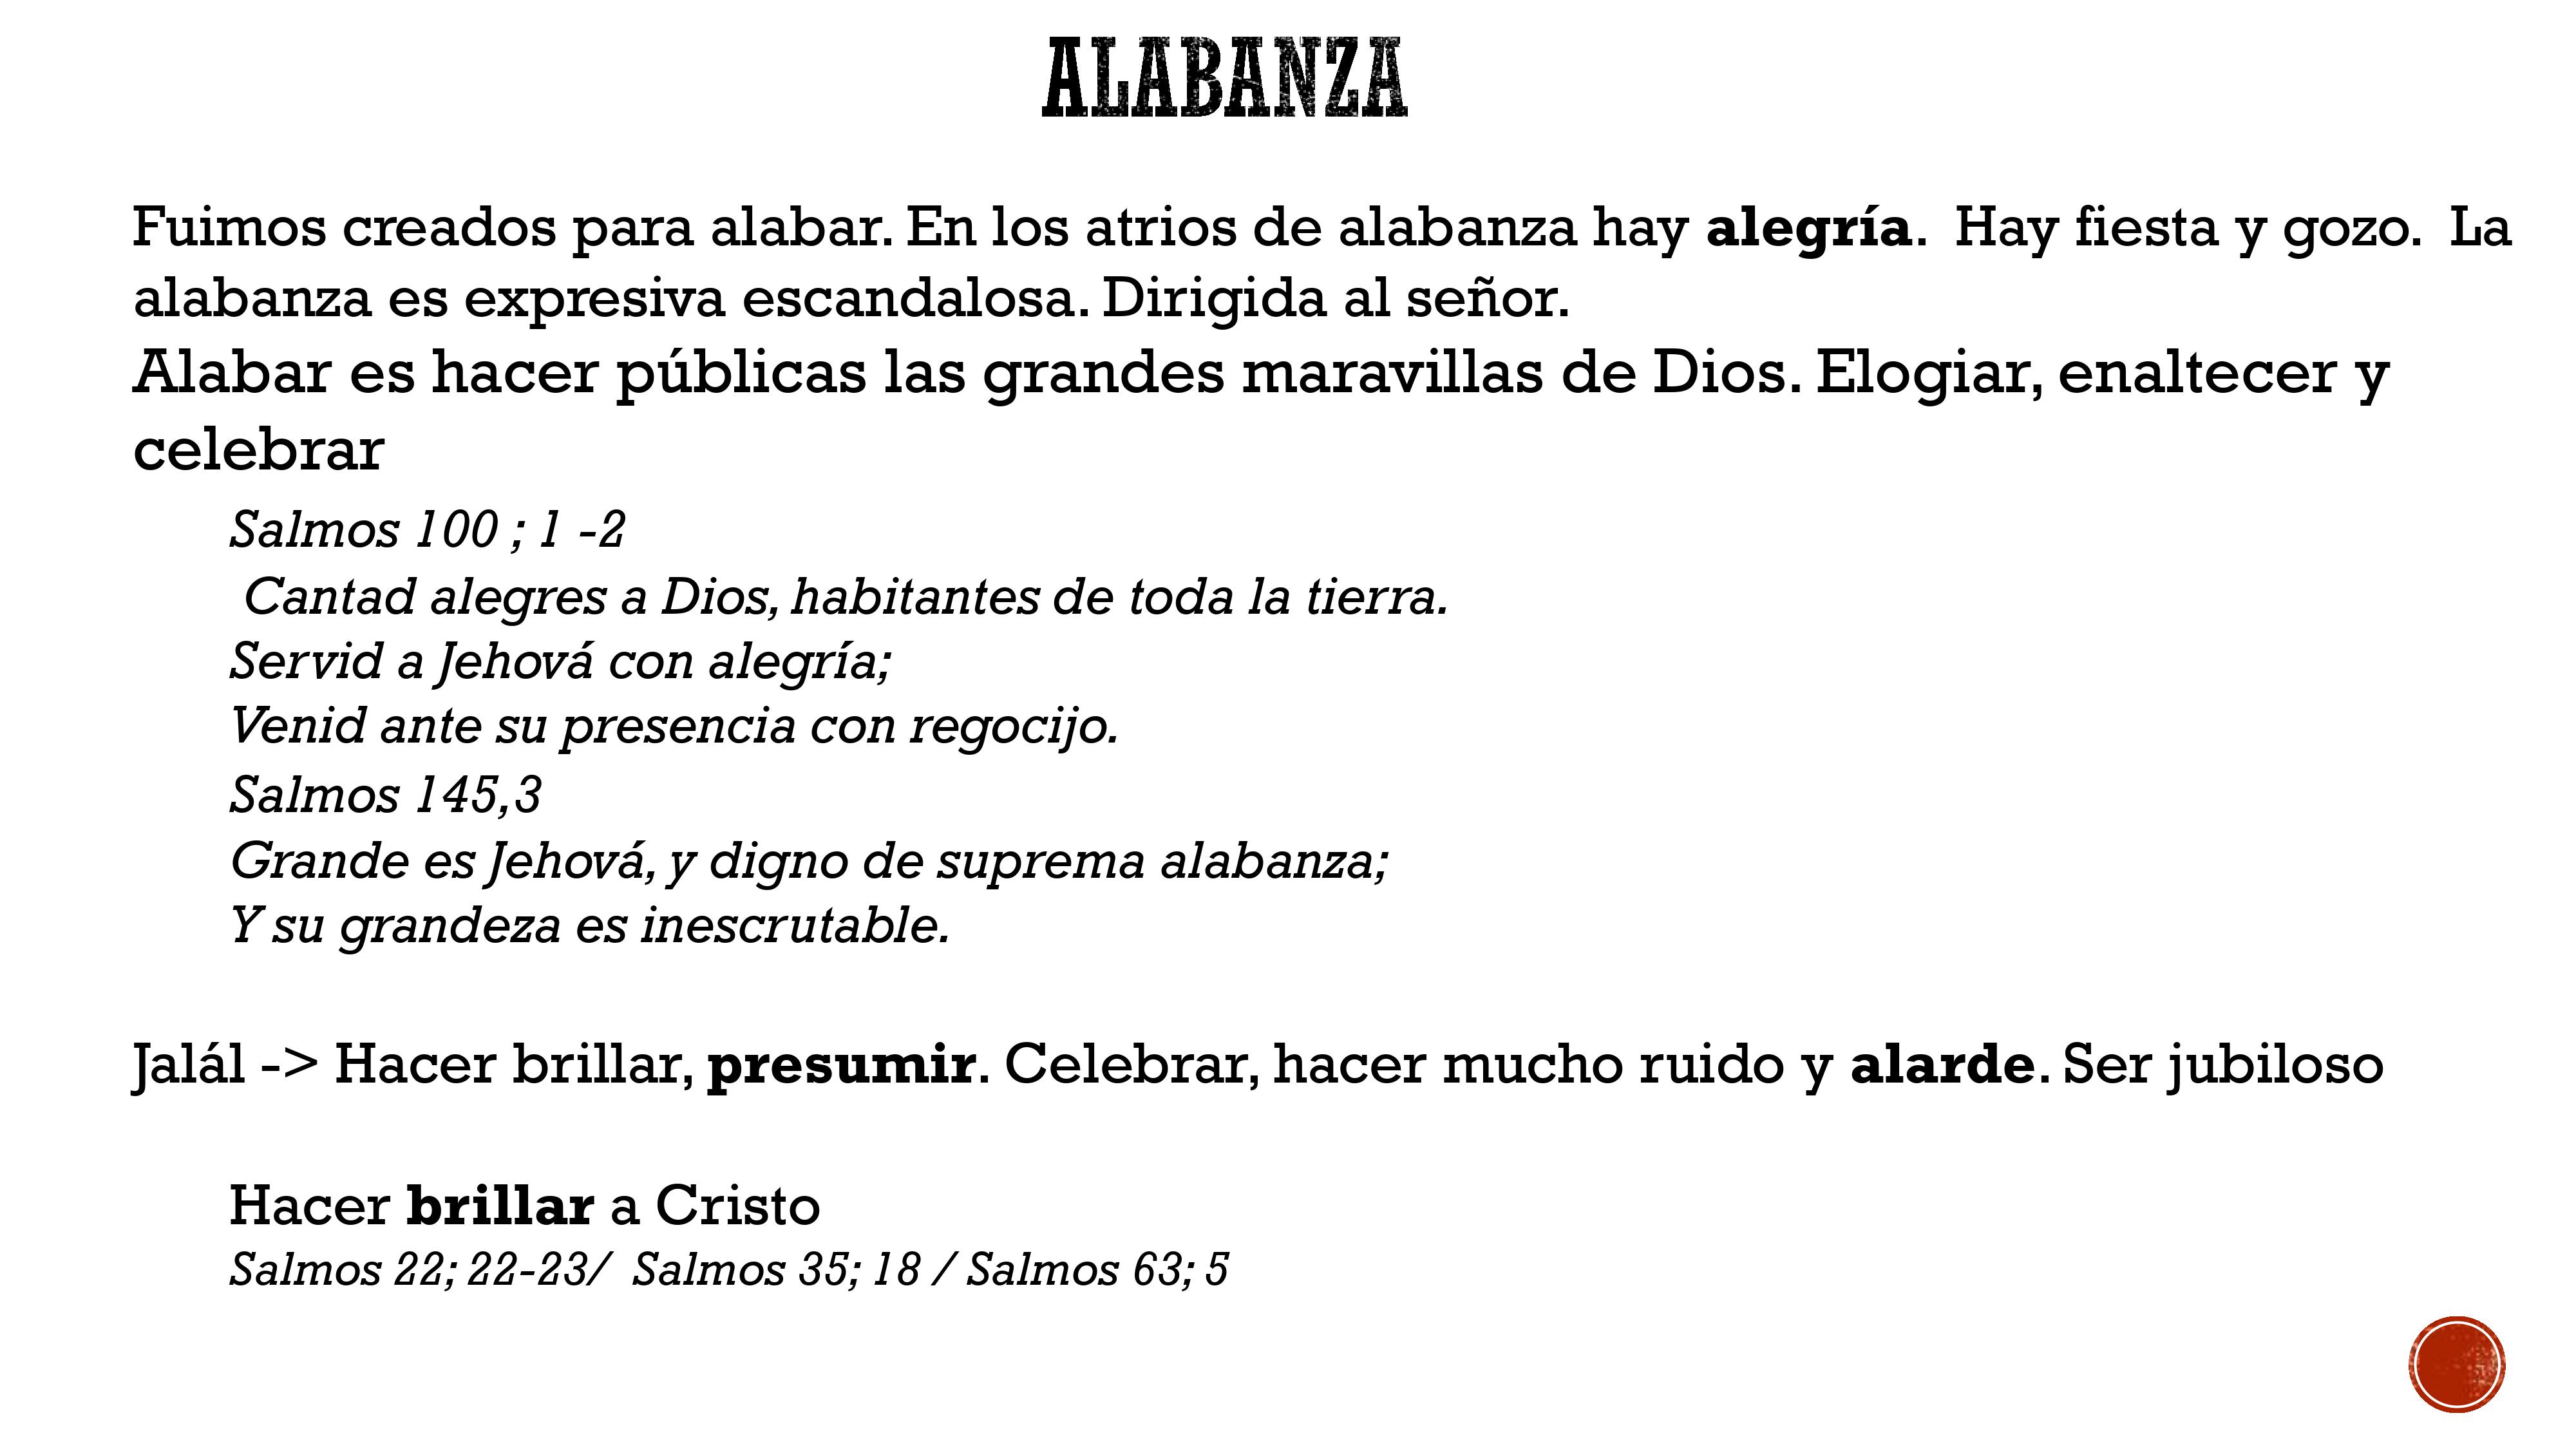 ALABANZA
Fuimos creados para alabar. En los atrios de alabanza hay alegría.  Hay fiesta y gozo.  La
alabanza es expresiva escandalosa. Dirigida al señor.
Alabar es hacer públicas las grandes maravillas de Dios. Elogiar, enaltecer y
celebrar
Salmos 100 ; 1 -2
Cantad alegres a Dios, habitantes de toda la tierra.
Servid a Jehová con alegría;
Venid ante su presencia con regocijo.
Salmos 145,3
Grande es Jehová, y digno de suprema alabanza;
Y su grandeza es inescrutable.
Jalál -> Hacer brillar, presumir. Celebrar, hacer mucho ruido y alarde. Ser jubiloso
Hacer brillar a Cristo
Salmos 22; 22-23/  Salmos 35; 18 / Salmos 63; 5